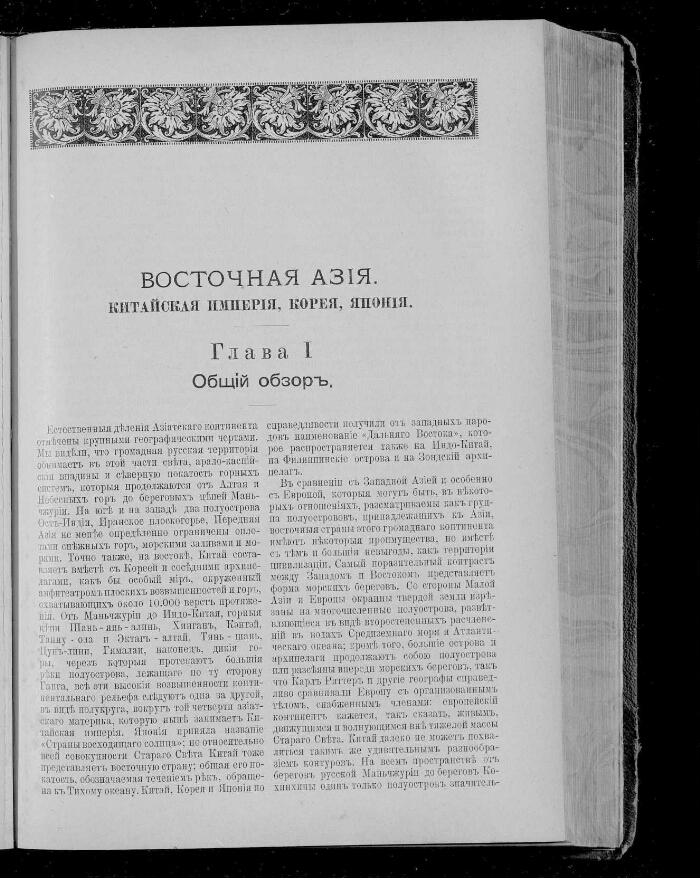 ВОСТОЧНАЯ АЗІЯ.
КИТАЙСКАЯ ИМПЕРІЯ, КОРЕЯ, ЯПОНІЯ.
Глава I
Общій обзоръ.
Естественныя дѣленія Азіатскаго континента
отмѣчены крупными географическими чертами.
Мы видѣли, что громадная русская территорія
обнимаетъ въ этой части свѣта, арало-каспій-
скія впадины и сѣверную покатость горныхъ
системъ, которыя продолжаются отъ Алтая и
Небесныхъ горъ до береговыхъ цѣпей Мань-
чжуріи. На югѣ и на западѣ два полуострова
Остъ-Индіи, Иранское плоскогорье, Передняя
Азія не менѣе опредѣленно ограничены опло-
тами снѣжныхъ горъ, морскими заливами и мо-
рями. Точно также, на востокѣ, Китай соста-
вляетъ вмѣстѣ съ Кореей и сосѣдними архипе-
лагами, какъ бы особый міръ, окруженный
амфитеатромъ плоскихъ возвышенностей и горъ,
охватывающихъ около 10.000 верстъ протяже-
нія. Отъ Маньчжуріи до Индо-Китая, горныя
цѣпи Шань-янь-алинь, Хинганъ, Кэнтэй,
Танну-ола и Эктаг-алтай, Тянь-шань,
Цунъ-лини, Гималаи, наконецъ, дикія го-
ры, черезъ которыя протекаютъ большія
рѣки полуострова, лежащаго по ту сторону
Ганга, всѣ эти высокія возвышенности конти-
нентальнаго рельефа слѣдуютъ одна за другой,
въ видѣ полукруга, вокругъ той четверти азіат-
скаго материка, которую нынѣ занимаетъ Ки-
тайская имперія. Японія приняла названіе
«Страны восходящаго солнца»; но относительно
всей совокупности Стараго Свѣта Китай тоже
представляетъ восточную страну; общая его по-
катость, обозначаемая теченіемъ рѣкъ, обраще-
на къ Тихому океану. Китай, Корея и Японія по
справедливости получили отъ западныхъ наро-
довъ наименованіе «Дальняго Востока», кото-
рое распространяется также на Индо-Китай,
на Филиппинскіе острова и на Зондскій архи-
пелагъ.
Въ сравненіи съ Западной Азіей и особенно
съ Европой, которыя могутъ быть, въ нѣкото-
рыхъ отношеніяхъ, разсматриваемы какъ груп-
па полуострововъ, принадлежащихъ къ Азіи,
восточныя страны этого громаднаго континента
имѣютъ нѣкоторыя преимущества, но вмѣстѣ
съ тѣмъ и большія невыгоды, какъ территоріи
цивилизаціи. Самый поразительный контрастъ
между Западомъ и Востокомъ представляетъ
форма морскихъ береговъ. Со стороны Малой
Азіи и Европы окраины твердой земли изрѣ-
заны на многочисленные полуострова, развѣт-
вляющіеся въ видѣ второстепенныхъ расчлене-
ній въ водахъ Средиземнаго моря и Атланти-
ческаго океана; кромѣ того, большіе острова и
архипелаги продолжаютъ собою полуострова
или разсѣяны впереди морскихъ береговъ, такъ
что Карлъ Риттеръ и другіе географы справед-
ливо сравнивали Европу съ организованнымъ
тѣломъ, снабженнымъ членами: европейскій
континентъ кажется, такъ сказать, живымъ,
движущимся и волнующимся внѣ тяжелой массы
Стараго Свѣта. Китай далеко не можетъ похва-
литься такимъ же удивительнымъ разнообра-
зіемъ контуровъ. На всемъ пространствѣ отъ
береговъ русской Маньчжуріи до береговъ Ко-
хинхины одинъ только полуостровъ значитель-